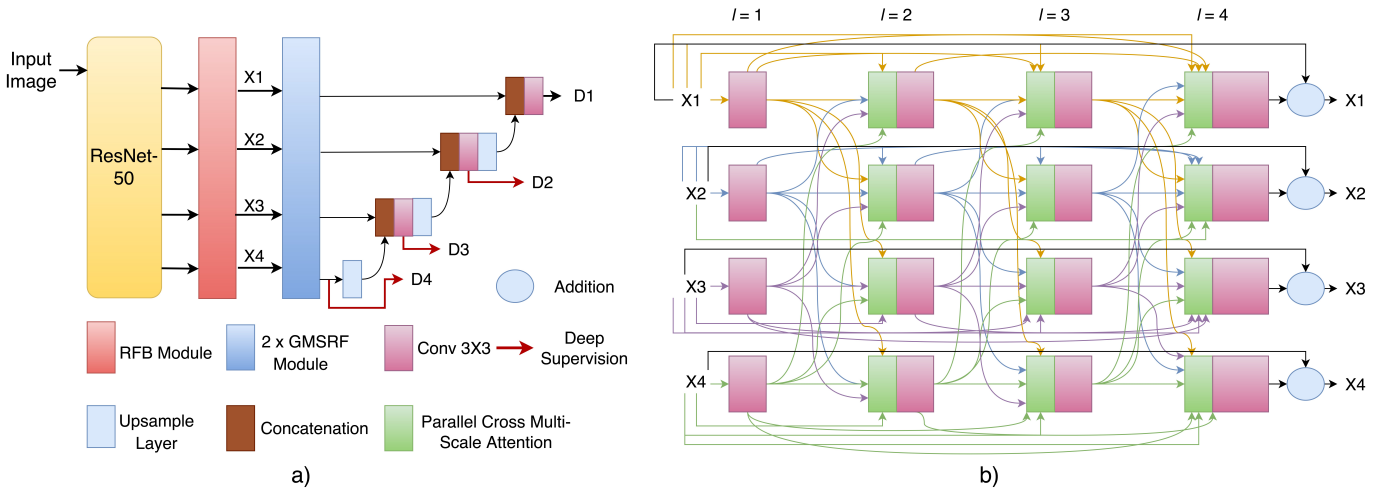 Input
Image
ResNet-
50
X1
X2
X3
X4
D1
D2
D3
D4
Addition
RFB Module
2 x GMSRF
Module
Conv 3X3
Deep
Supervision
Upsample
Layer
Concatenation
Parallel Cross Multi-
Scale Attention
a)
l = 1
l = 2
l = 3
l = 4
X1
X1
X2
X2
X3
X3
X4
X4
b)